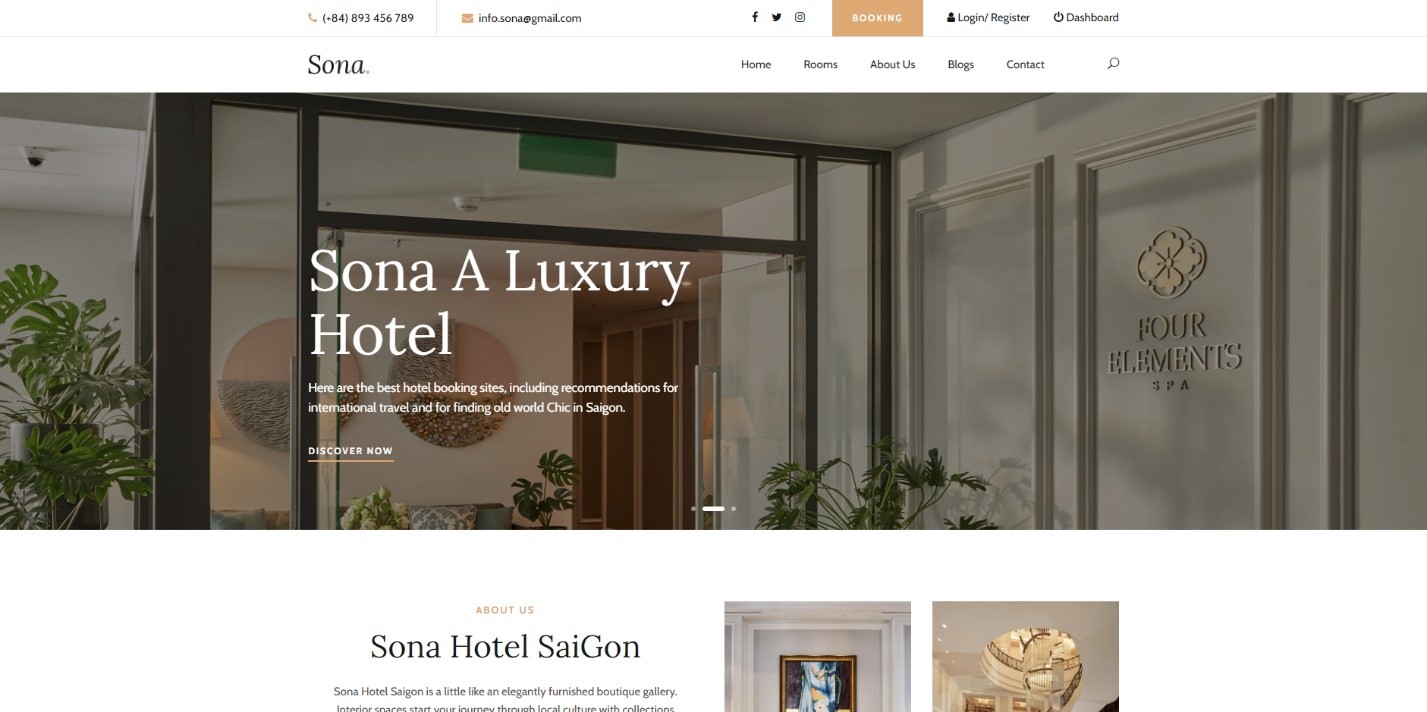 (+84) 893 456 789
info.sona@gmail.com
BOOKING
Login/ Register
Dashboard
Sona.
Home
Rooms
About Us
Blogs
Contact
Sona A Luxury
Hotel
Here are the best hotel booking sites, including recommendations for
international travel and for finding old world Chic in Saigon.
DISCOVER NOW
FOUR
ELEMENTS
SPA
ABOUT US
Sona Hotel SaiGon
Sona Hotel Saigon is a little like an elegantly furnished boutique gallery.
Interior spaces start your journey through local culture with collections